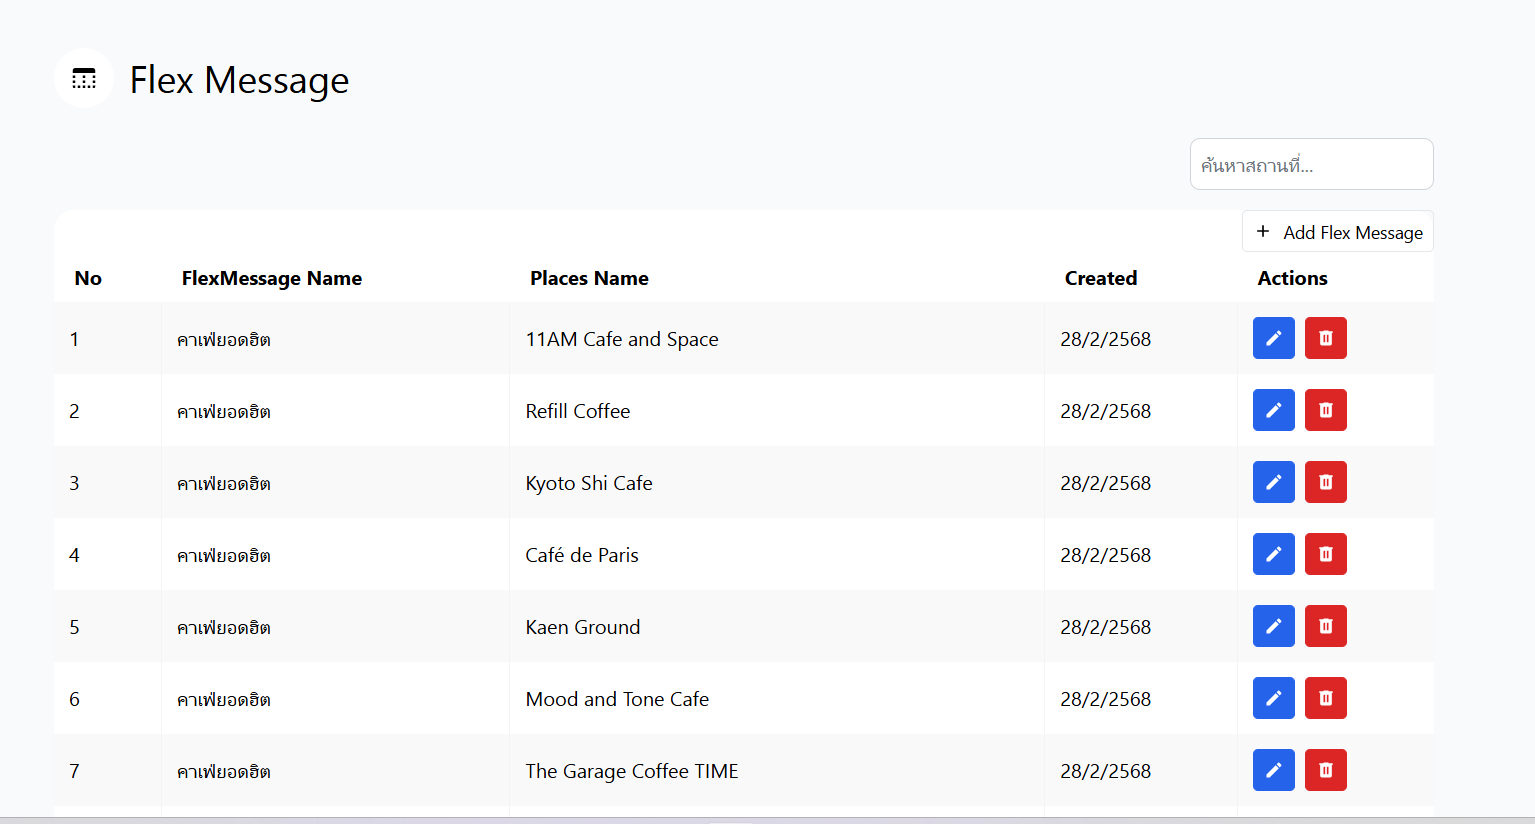 Flex Message
ค้นหาสถานที่...
+ Add Flex Message
No FlexMessage Name Places Name Created Actions
1 คาเฟ่ยอดฮิต 11AM Cafe and Space 28/2/2568
2 คาเฟ่ยอดฮิต Refill Coffee 28/2/2568
3 คาเฟ่ยอดฮิต Kyoto Shi Cafe 28/2/2568
4 คาเฟ่ยอดฮิต Café de Paris 28/2/2568
5 คาเฟ่ยอดฮิต Kaen Ground 28/2/2568
6 คาเฟ่ยอดฮิต Mood and Tone Cafe 28/2/2568
7 คาเฟ่ยอดฮิต The Garage Coffee TIME 28/2/2568